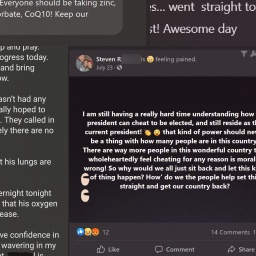 Everyone should be taking zinc,
rbate, CoQ10! Keep our
es... went straight to
st! Awesome day
p and pray.
ogress today.
and bring
ow.
asn't had any
ally hoped to
. They called in
ely there are no
t his lungs are
ernight tonight
that his oxygen
ease.
ve confidence in
wavering in my
Steven R is feeling pained.
July 23
I am still having a really hard time understanding how
president can cheat to be elected, and still reside as th
current president! that kind of power should neve
be a thing with how many people are in this country
There are way more people in this wonderful country t
wholeheartedly feel cheating for any reason is moral
wrong! So why would we all just sit back and let this k
of thing happen? How' do we the people help set thi
straight and get our country back?
12
14 Comments
Like
Comment
Share